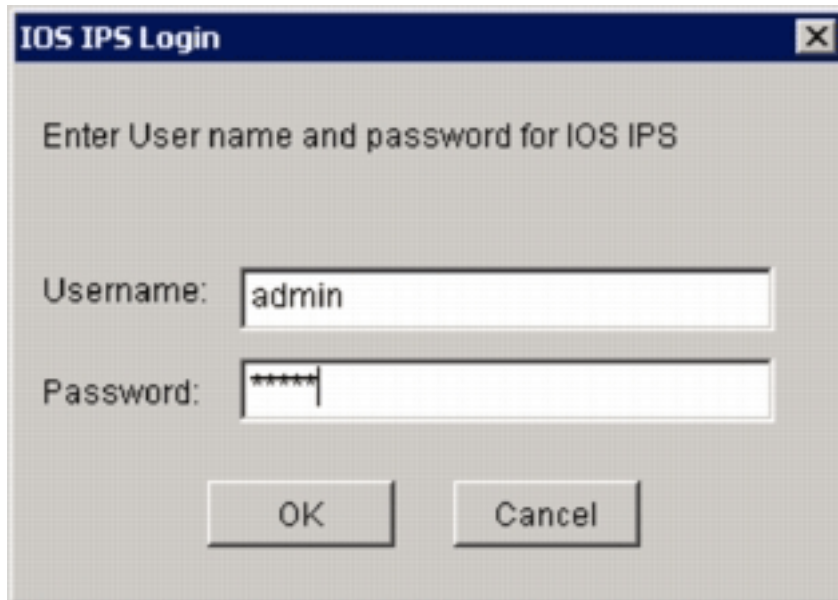 IOS IPS Login
Enter User name and password for IOS IPS
Username: admin
Password: *****
OK Cancel